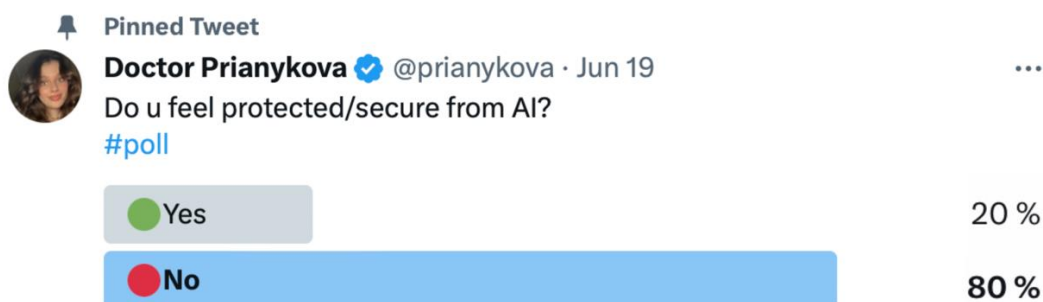 Pinned Tweet
Doctor Prianykova @prianykova · Jun 19
Do u feel protected/secure from AI?
#poll
Yes 20 %
No 80 %